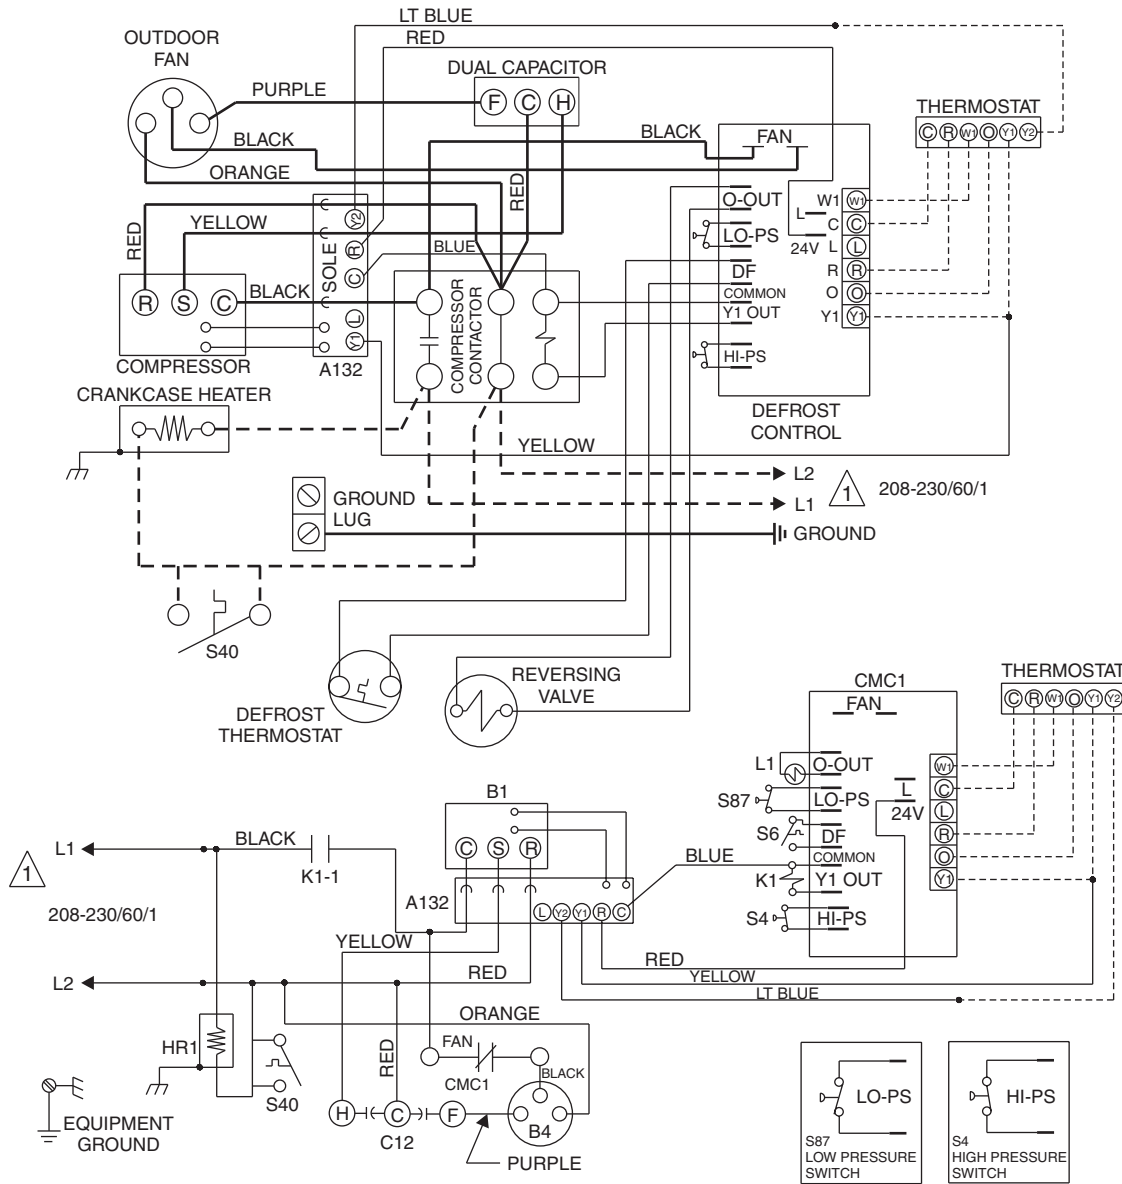 LT BLUE
RED
OUTDOOR
FAN
PURPLE
DUAL CAPACITOR
F C H
BLACK
ORANGE
RED
BLACK
FAN
THERMOSTAT
C R W1 O Y1 Y2
O-OUT
LO-PS
DF
COMMON
Y1 OUT
HI-PS
L
24V
W1 W1
C C
L L
R R
O O
Y1 Y1
DEFROST
CONTROL
RED
YELLOW
SOLE
Y2
R
C
L
Y1
A132
BLUE
R S C
BLACK
COMPRESSOR
COMPRESSOR
CONTACTOR
CRANKCASE HEATER
YELLOW
L2
L1
1
208-230/60/1
GROUND
LUG
GROUND
S40
DEFROST
THERMOSTAT
REVERSING
VALVE
CMC1
THERMOSTAT
C R W1 O Y1 Y2
FAN
L1
O-OUT
S87
LO-PS
S6
DF
COMMON
K1
Y1 OUT
S4
HI-PS
L
24V
W1
C
L
R
O
Y1
B1
C S R
BLUE
A132
L Y2 Y1 R C
L1
BLACK
K1-1
1
208-230/60/1
YELLOW
RED
RED
YELLOW
LT BLUE
L2
ORANGE
HR1
S40
RED
FAN
CMC1
BLACK
H C F
C12
B4
PURPLE
EQUIPMENT
GROUND
LO-PS
S87
LOW PRESSURE
SWITCH
HI-PS
S4
HIGH PRESSURE
SWITCH